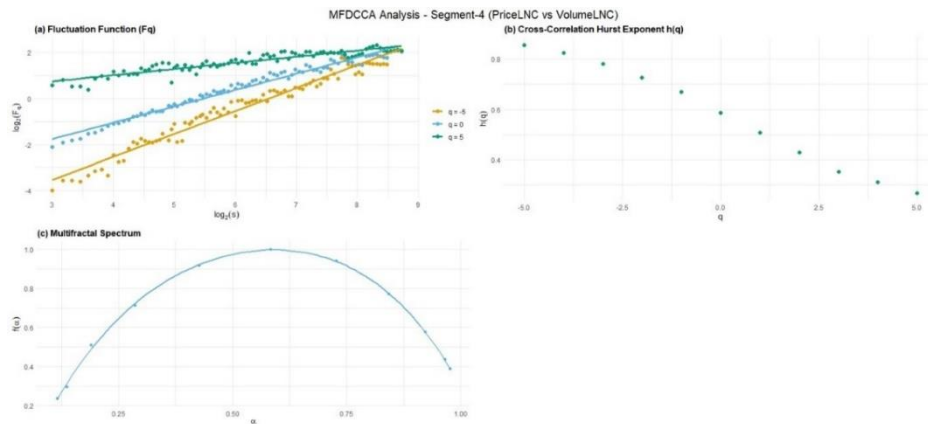 MFDCCA Analysis - Segment-4 (PriceLNC vs VolumeLNC)
(a) Fluctuation Function (Fq)
log₂(Fq)
2
0
-2
-4
3
4
5
6
7
8
9
log₂(s)
q = -5
q = 0
q = 5
(b) Cross-Correlation Hurst Exponent h(q)
h(q)
0.8
0.6
0.4
-5.0
-2.5
0.0
2.5
5.0
q
(c) Multifractal Spectrum
f(α)
1.0
0.8
0.6
0.4
0.2
0.25
0.50
0.75
1.00
α